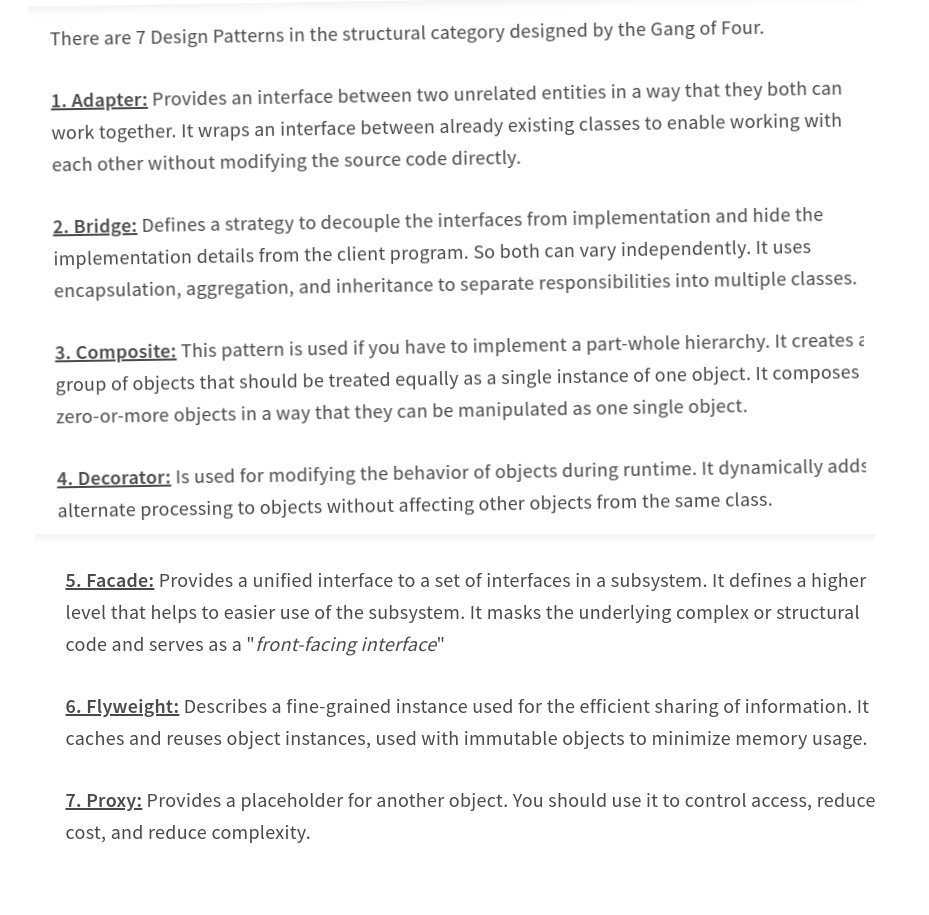 There are 7 Design Patterns in the structural category designed by the Gang of Four.
1. Adapter: Provides an interface between two unrelated entities in a way that they both can
work together. It wraps an interface between already existing classes to enable working with
each other without modifying the source code directly.
2. Bridge: Defines a strategy to decouple the interfaces from implementation and hide the
implementation details from the client program. So both can vary independently. It uses
encapsulation, aggregation, and inheritance to separate responsibilities into multiple classes.
3. Composite: This pattern is used if you have to implement a part-whole hierarchy. It creates a
group of objects that should be treated equally as a single instance of one object. It composes
zero-or-more objects in a way that they can be manipulated as one single object.
4. Decorator: Is used for modifying the behavior of objects during runtime. It dynamically adds
alternate processing to objects without affecting other objects from the same class.
5. Facade: Provides a unified interface to a set of interfaces in a subsystem. It defines a higher
level that helps to easier use of the subsystem. It masks the underlying complex or structural
code and serves as a "front-facing interface"
6. Flyweight: Describes a fine-grained instance used for the efficient sharing of information. It
caches and reuses object instances, used with immutable objects to minimize memory usage.
7. Proxy: Provides a placeholder for another object. You should use it to control access, reduce
cost, and reduce complexity.